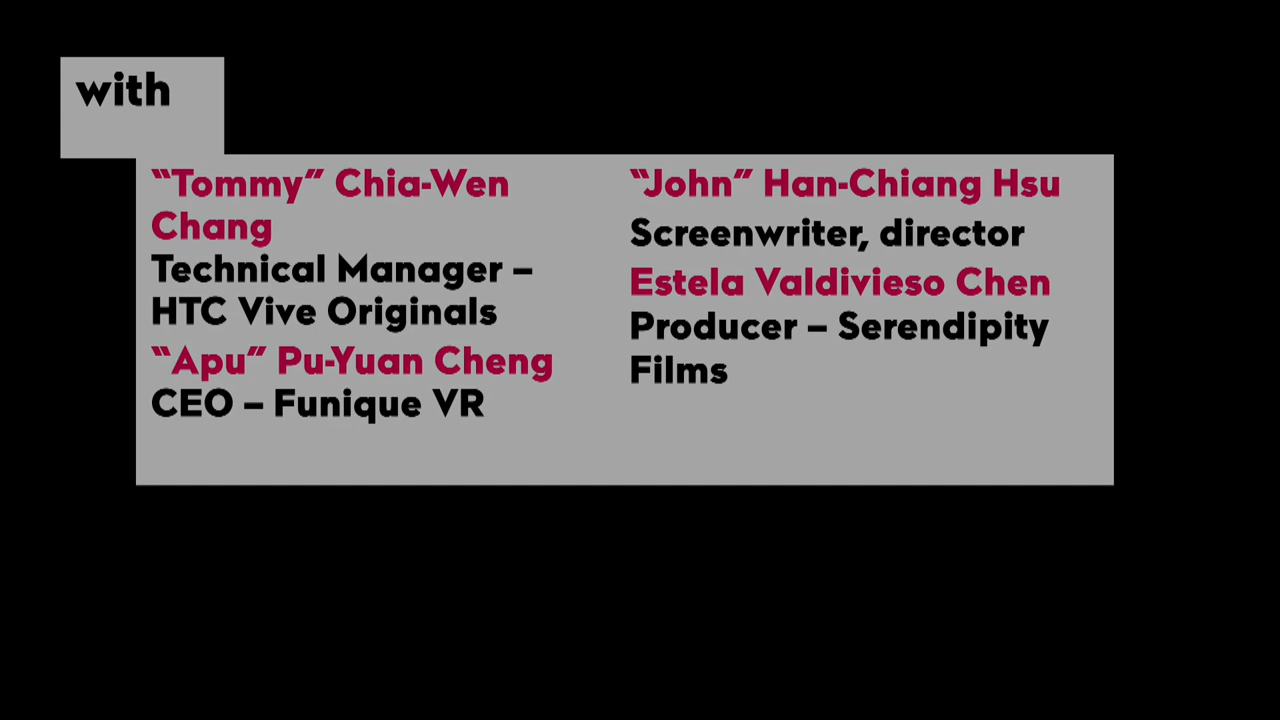 with
“Tommy” Chia-Wen
Chang
Technical Manager –
HTC Vive Originals
“Apu” Pu-Yuan Cheng
CEO – Funique VR
“John” Han-Chiang Hsu
Screenwriter, director
Estela Valdivieso Chen
Producer – Serendipity
Films